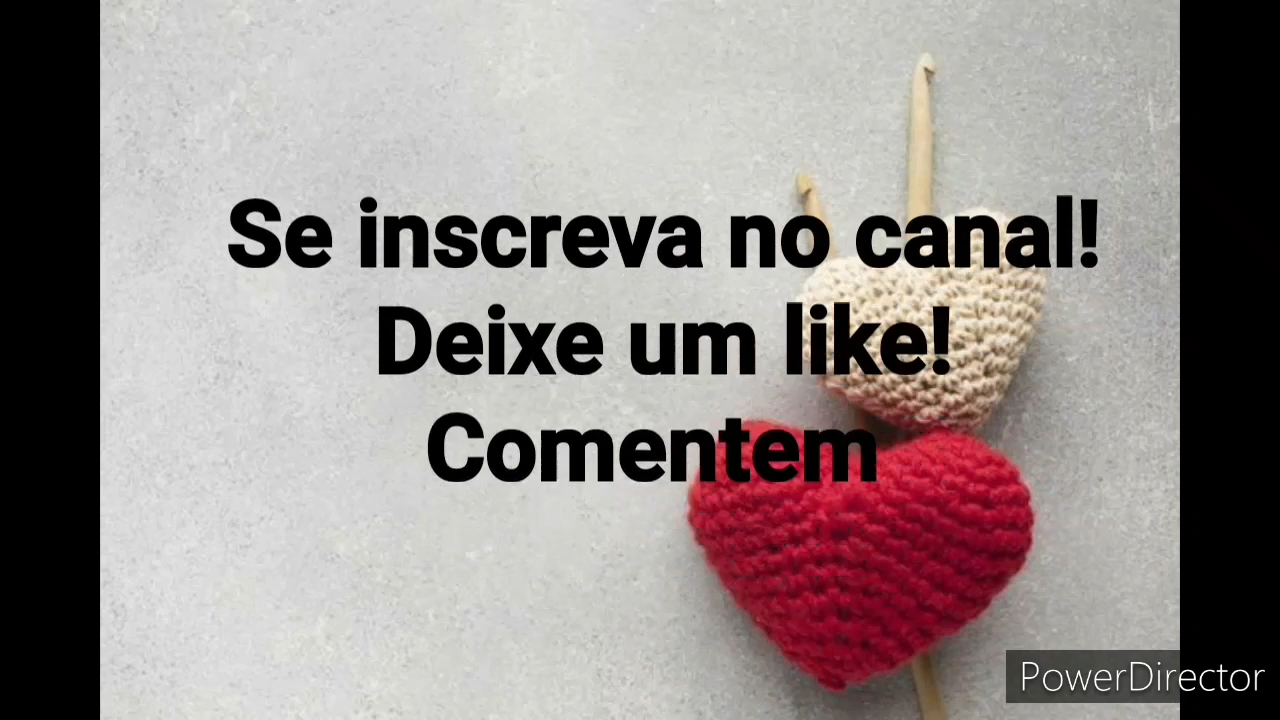 Se inscreva no canal!
Deixe um like!
Comentem
PowerDirector